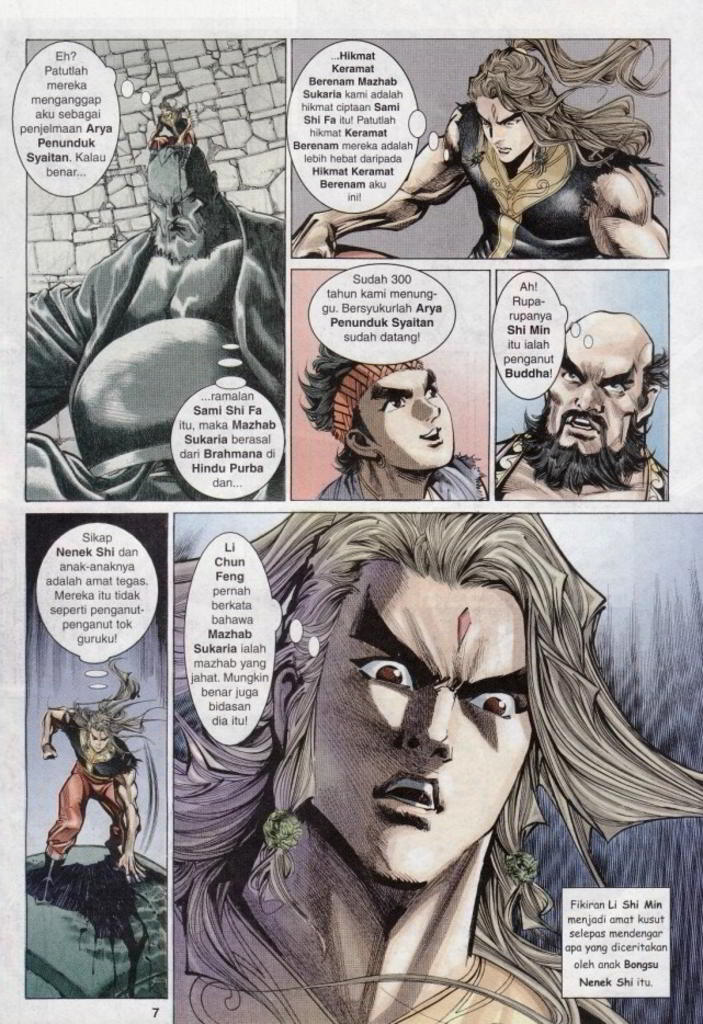 Eh?
Patutlah
mereka
menganggap
aku sebagai
penjelmaan Arya
Penunduk
Syaitan. Kalau
benar...
...ramalan
Sami Shi Fa
itu, maka Mazhab
Sukaria berasal
dari Brahmana di
Hindu Purba
dan...
...Hikmat
Keramat
Berenam Mazhab
Sukaria kami adalah
hikmat ciptaan Sami
Shi Fa itu! Patutlah
hikmat Keramat
Berenam mereka adalah
lebih hebat daripada
Hikmat Keramat
Berenam aku
ini!
Sudah 300
tahun kami menung-
gu. Bersyukurlah Arya
Penunduk Syaitan
sudah datang!
Ah!
Rupa-
rupanya
Shi Min
itu ialah
penganut
Buddha!
Sikap
Nenek Shi dan
anak-anaknya
adalah amat tegas.
Mereka itu tidak
seperti penganut-
penganut tok
guruku!
Li
Chun
Feng
pernah
berkata
bahawa
Mazhab
Sukaria ialah
mazhab yang
jahat. Mungkin
benar juga
bidasan
dia itu!
Fikiran Li Shi Min
menjadi amat kusut
selepas mendengar
apa yang diceritakan
oleh anak Bongsu
Nenek Shi itu.
7